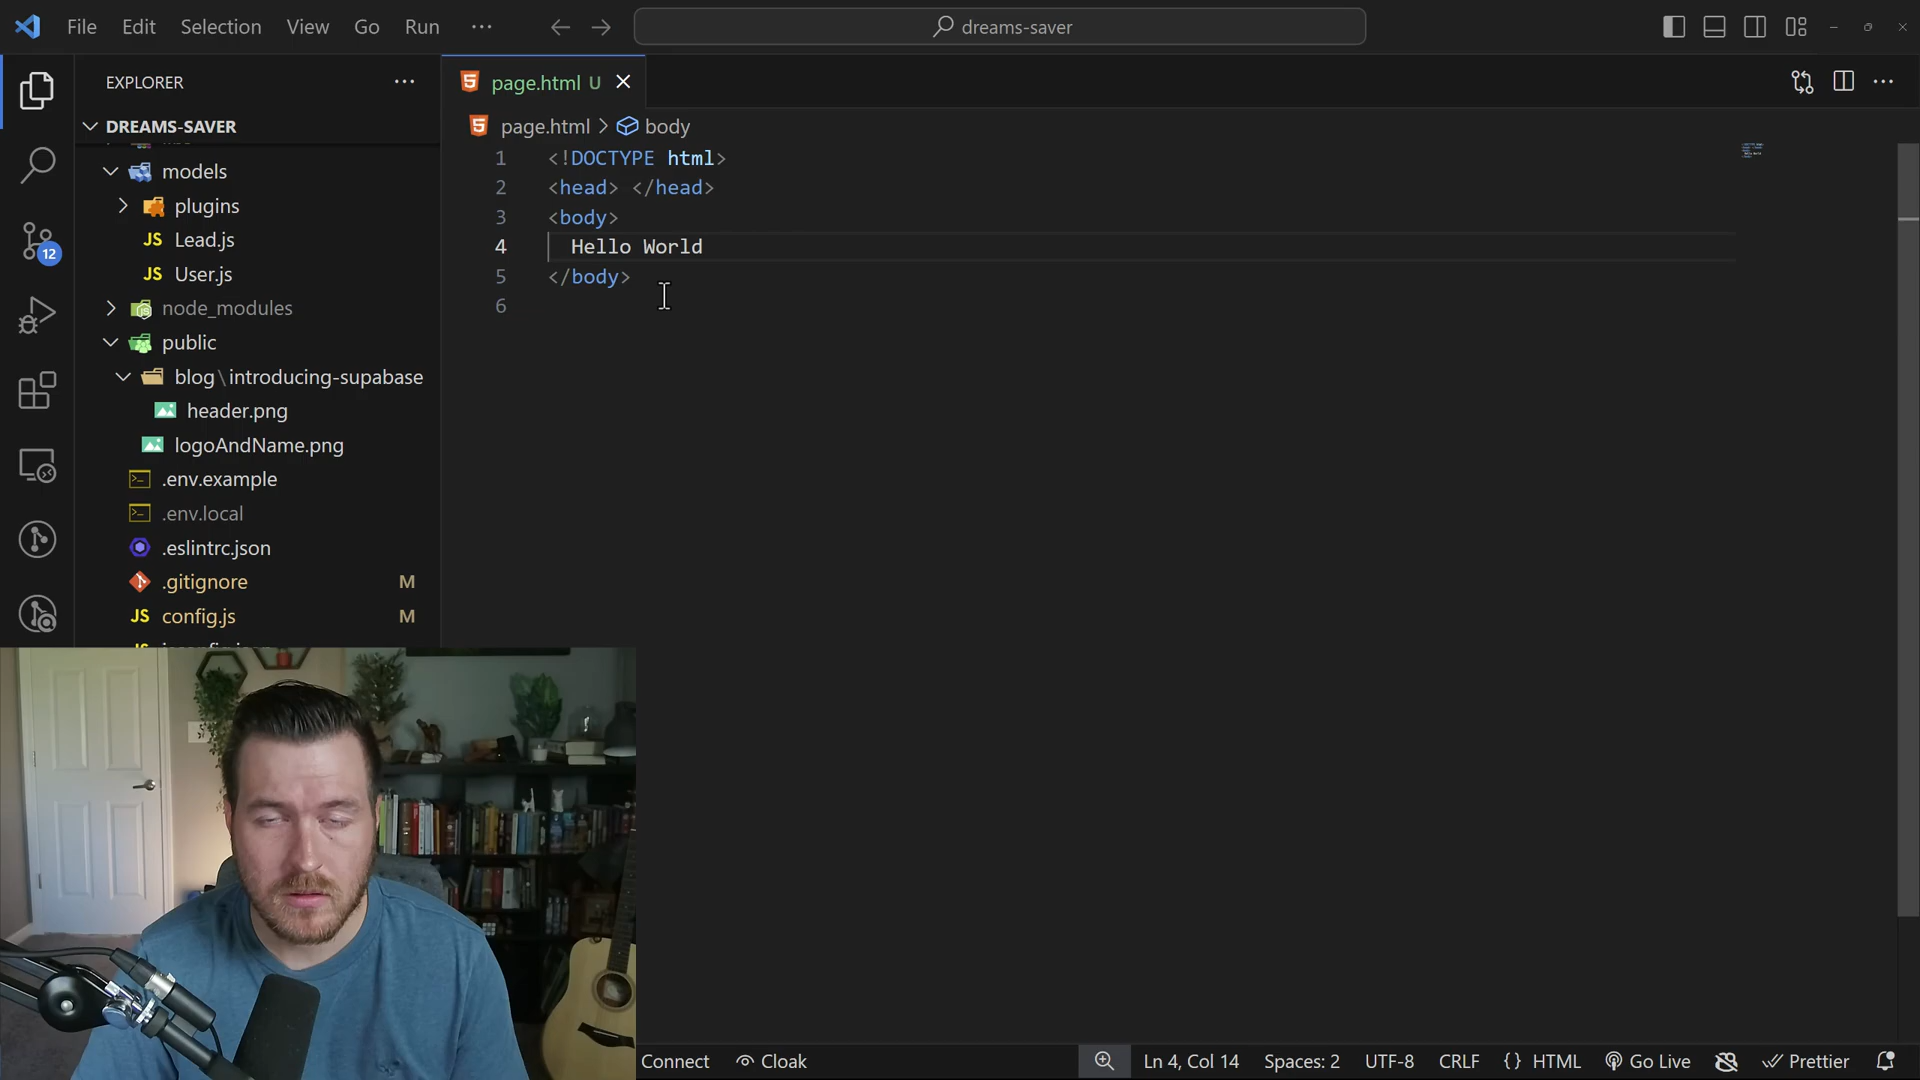 File Edit Selection View Go Run ···
dreams-saver
EXPLORER ···
DREAMS-SAVER
models
plugins
JS Lead.js
JS User.js
node_modules
public
blog\introducing-supabase
header.png
logoAndName.png
.env.example
.env.local
.eslintrc.json
.gitignore M
JS config.js M
12
page.html U
page.html > body
1 <!DOCTYPE html>
2 <head> </head>
3 <body>
4 Hello World
5 </body>
6
Connect Cloak Ln 4, Col 14 Spaces: 2 UTF-8 CRLF {} HTML Go Live Prettier